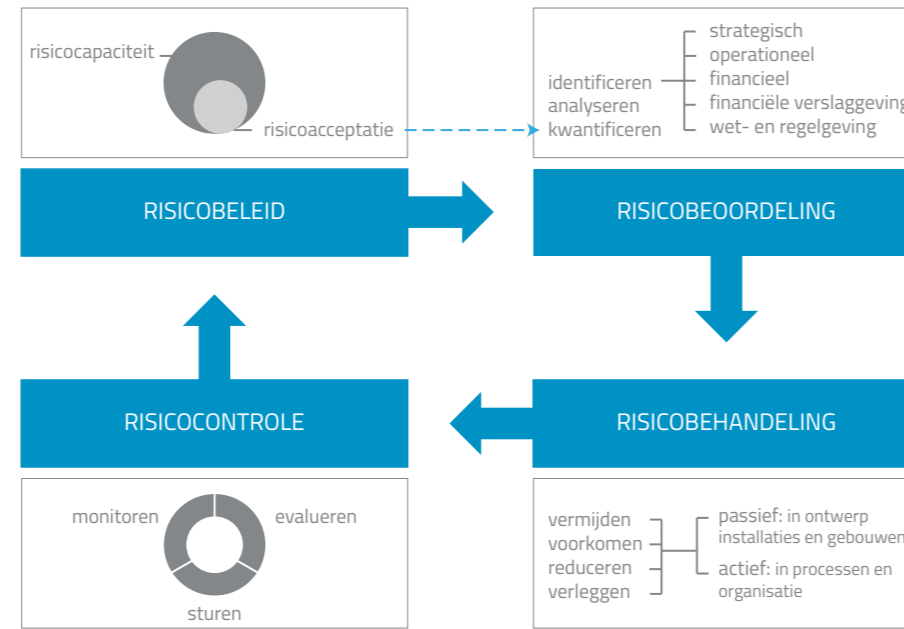 risicocapaciteit
risicoacceptatie
identificeren
analyseren
kwantificeren
strategisch
operationeel
financieel
financiële verslaggeving
wet- en regelgeving
RISICOBELEID
RISICOBEOORDELING
RISICOCONTROLE
RISICOBEHANDELING
monitoren
evalueren
sturen
vermijden
voorkomen
reduceren
verleggen
passief: in ontwerp
installaties en gebouwen
actief: in processen en
organisatie